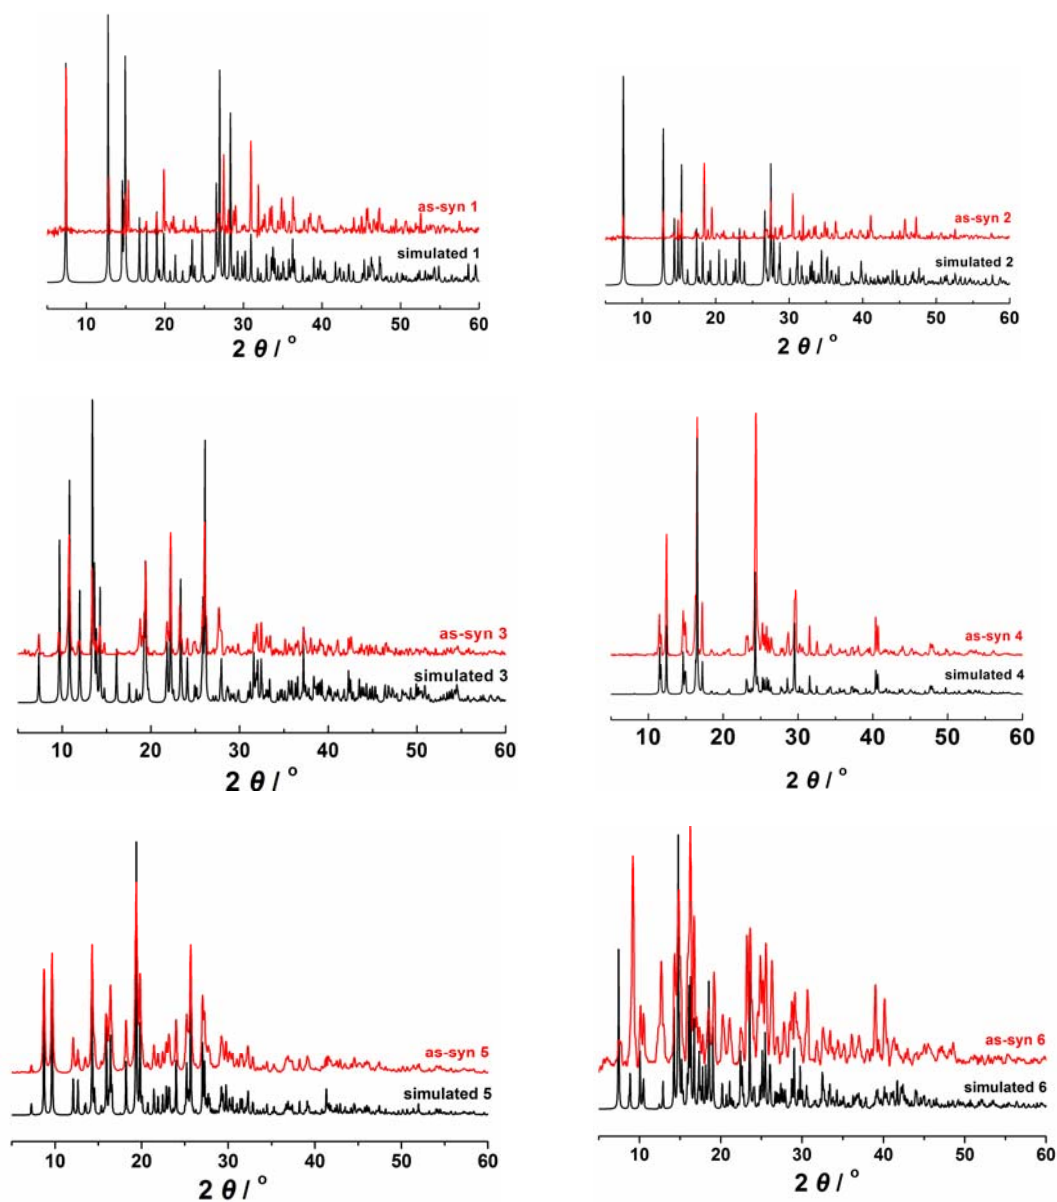 as-syn 1
simulated 1
10 20 30 40 50 60
2 θ / °
as-syn 2
simulated 2
10 20 30 40 50 60
2 θ / °
as-syn 3
simulated 3
10 20 30 40 50 60
2 θ / °
as-syn 4
simulated 4
10 20 30 40 50 60
2 θ / °
as-syn 5
simulated 5
10 20 30 40 50 60
2 θ / °
as-syn 6
simulated 6
10 20 30 40 50 60
2 θ / °